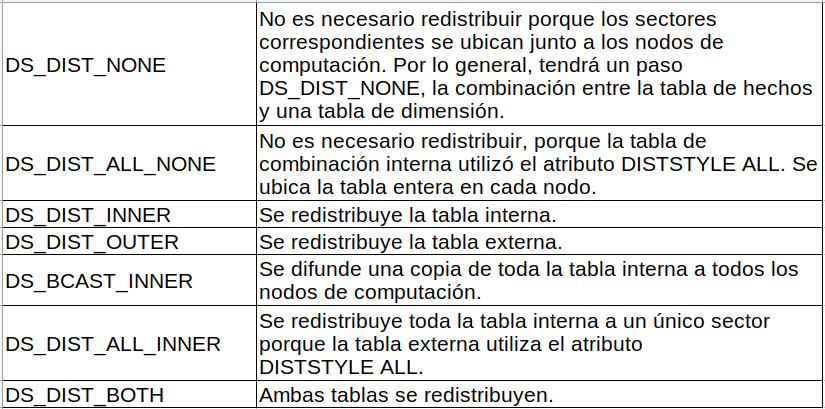 DS_DIST_NONE
No es necesario redistribuir porque los sectores
correspondientes se ubican junto a los nodos de
computación. Por lo general, tendrá un paso
DS_DIST_NONE, la combinación entre la tabla de hechos
y una tabla de dimensión.
DS_DIST_ALL_NONE
No es necesario redistribuir, porque la tabla de
combinación interna utilizó el atributo DISTSTYLE ALL. Se
ubica la tabla entera en cada nodo.
DS_DIST_INNER
Se redistribuye la tabla interna.
DS_DIST_OUTER
Se redistribuye la tabla externa.
DS_BCAST_INNER
Se difunde una copia de toda la tabla interna a todos los
nodos de computación.
DS_DIST_ALL_INNER
Se redistribuye toda la tabla interna a un único sector
porque la tabla externa utiliza el atributo
DISTSTYLE ALL.
DS_DIST_BOTH
Ambas tablas se redistribuyen.